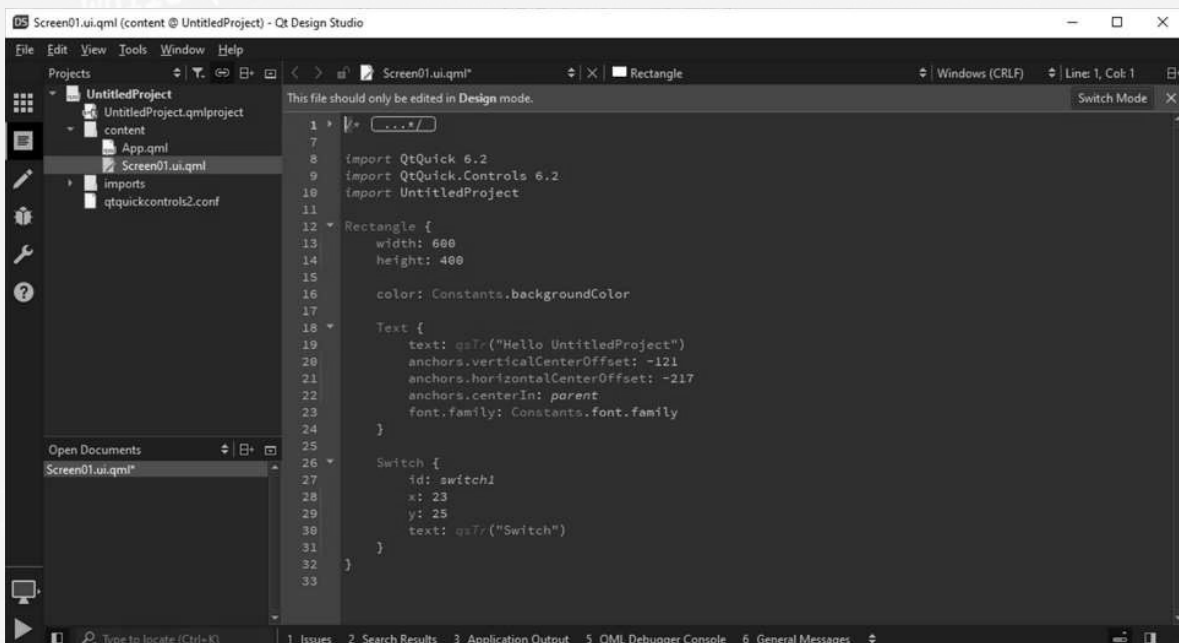 DS Screen01.ui.qml (content @ UntitledProject) - Qt Design Studio
File Edit View Tools Window Help
Projects
Screen01.ui.qml*
Rectangle
Windows (CRLF)
Line: 1, Col: 1
UntitledProject
UntitledProject.qmlproject
content
App.qml
Screen01.ui.qml
imports
qtquickcontrols2.conf
This file should only be edited in Design mode.
Switch Mode
1 /* ...*/
7
8 import QtQuick 6.2
9 import QtQuick.Controls 6.2
10 import UntitledProject
11
12 Rectangle {
13 width: 600
14 height: 400
15
16 color: Constants.backgroundColor
17
18 Text {
19 text: qsTr("Hello UntitledProject")
20 anchors.verticalCenterOffset: -121
21 anchors.horizontalCenterOffset: -217
22 anchors.centerIn: parent
23 font.family: Constants.font.family
24 }
25
26 Switch {
27 id: switch1
28 x: 23
29 y: 25
30 text: qsTr("Switch")
31 }
32 }
33
Open Documents
Screen01.ui.qml*
Type to locate (Ctrl+K)
1 Issues 2 Search Results 3 Application Output 5 QML Debugger Console 6 General Messages